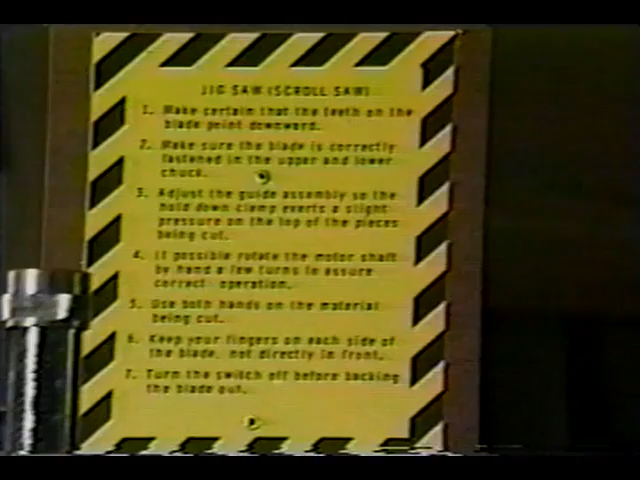 JIG SAW (SCROLL SAW)
1. Make certain that the teeth on the
blade point downward.
2. Make sure the blade is correctly
fastened in the upper and lower
chuck.
3. Adjust the guide assembly so the
hold down clamp exerts a slight
pressure on the top of the pieces
being cut.
4. If possible rotate the motor shaft
by hand a few turns to assure
correct operation.
5. Use both hands on the material
being cut.
6. Keep your fingers on each side of
the blade, not directly in front.
7. Turn the switch off before backing
the blade out.